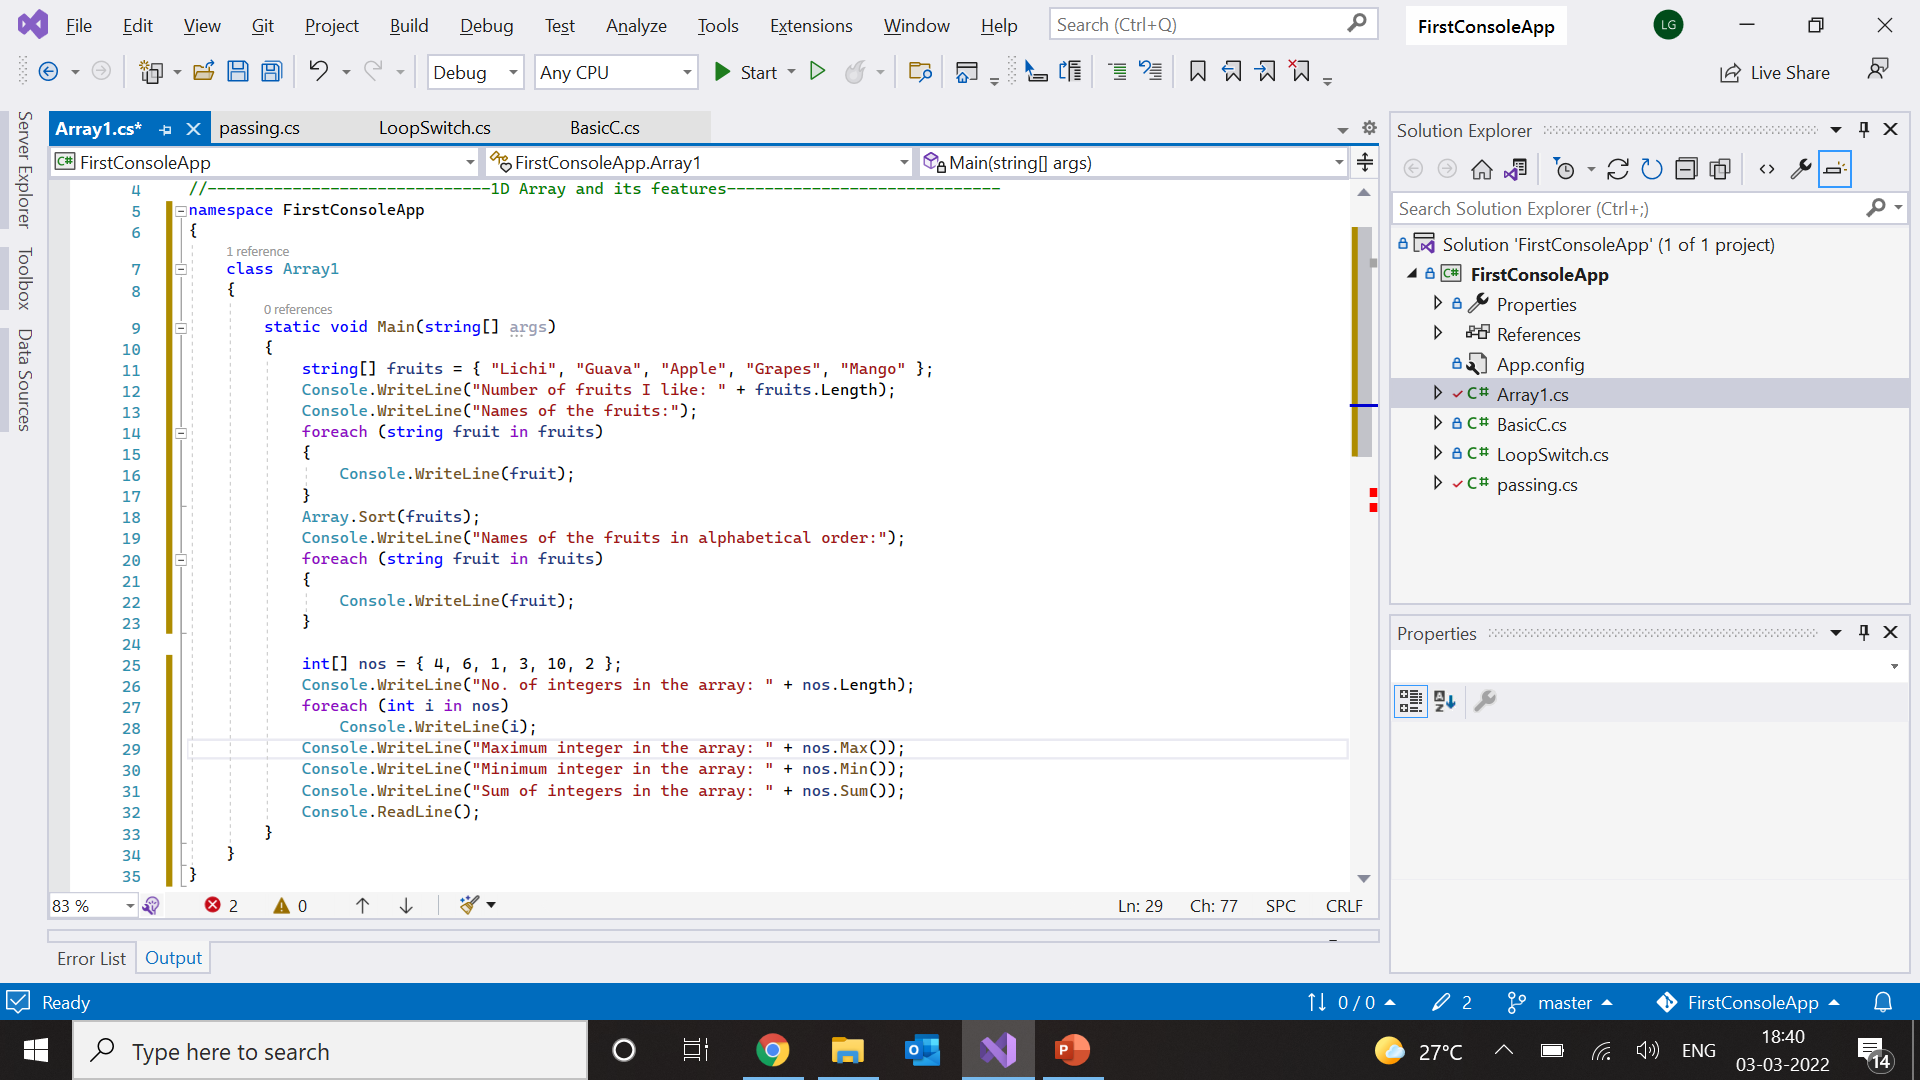 File Edit View Git Project Build Debug Test Analyze Tools Extensions Window Help Search (Ctrl+Q) FirstConsoleApp LG
Debug Any CPU Start Live Share
Array1.cs* passing.cs LoopSwitch.cs BasicC.cs
FirstConsoleApp FirstConsoleApp.Array1 Main(string[] args)
4 //------------------------------1D Array and its features-----------------------------
5 namespace FirstConsoleApp
6 {
1 reference
7 class Array1
8 {
0 references
9 static void Main(string[] args)
10 {
11 string[] fruits = { "Lichi", "Guava", "Apple", "Grapes", "Mango" };
12 Console.WriteLine("Number of fruits I like: " + fruits.Length);
13 Console.WriteLine("Names of the fruits:");
14 foreach (string fruit in fruits)
15 {
16 Console.WriteLine(fruit);
17 }
18 Array.Sort(fruits);
19 Console.WriteLine("Names of the fruits in alphabetical order:");
20 foreach (string fruit in fruits)
21 {
22 Console.WriteLine(fruit);
23 }
24
25 int[] nos = { 4, 6, 1, 3, 10, 2 };
26 Console.WriteLine("No. of integers in the array: " + nos.Length);
27 foreach (int i in nos)
28 Console.WriteLine(i);
29 Console.WriteLine("Maximum integer in the array: " + nos.Max());
30 Console.WriteLine("Minimum integer in the array: " + nos.Min());
31 Console.WriteLine("Sum of integers in the array: " + nos.Sum());
32 Console.ReadLine();
33 }
34 }
35 }
83 % 2 0 Ln: 29 Ch: 77 SPC CRLF
Error List Output
Server Explorer
Toolbox
Data Sources
Solution Explorer
Search Solution Explorer (Ctrl+;)
Solution 'FirstConsoleApp' (1 of 1 project)
C# FirstConsoleApp
Properties
References
App.config
C# Array1.cs
C# BasicC.cs
C# LoopSwitch.cs
C# passing.cs
Properties
Ready 0 / 0 2 master FirstConsoleApp
Type here to search 27°C ENG 18:40
03-03-2022 14